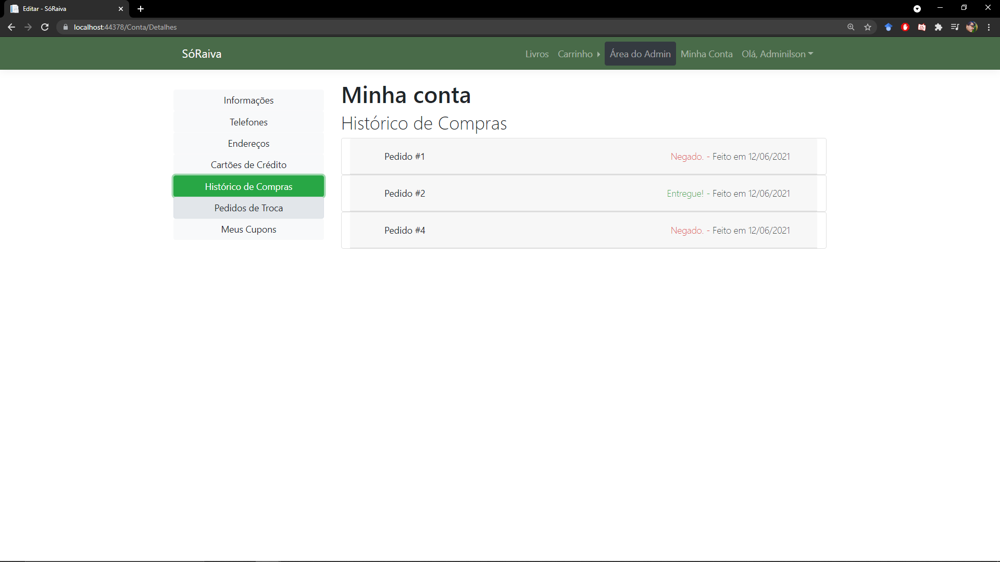 Editar - SóRaiva
localhost:44378/Conta/Detalhes
SóRaiva
Livros
Carrinho
Área do Admin
Minha Conta
Olá, Adminilson
Informações
Telefones
Endereços
Cartões de Crédito
Histórico de Compras
Pedidos de Troca
Meus Cupons
Minha conta
Histórico de Compras
Pedido #1 Negado. - Feito em 12/06/2021
Pedido #2 Entregue! - Feito em 12/06/2021
Pedido #4 Negado. - Feito em 12/06/2021